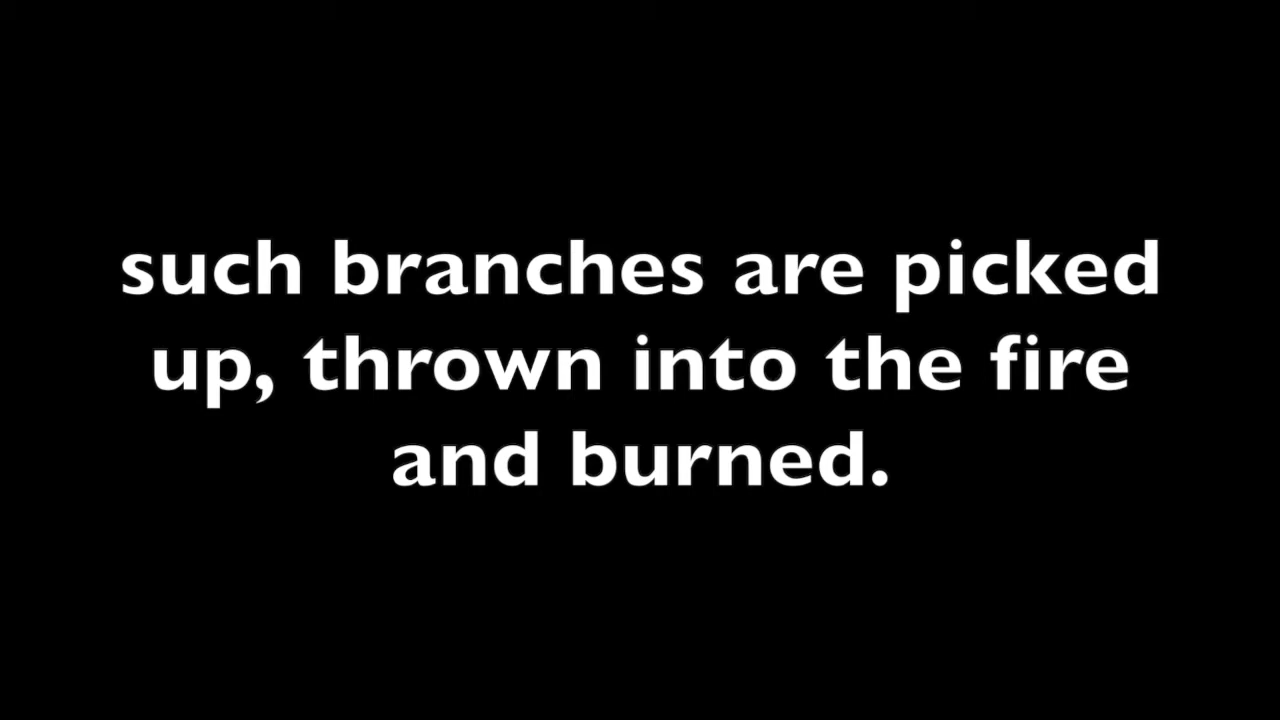 such branches are picked
up, thrown into the fire
and burned.